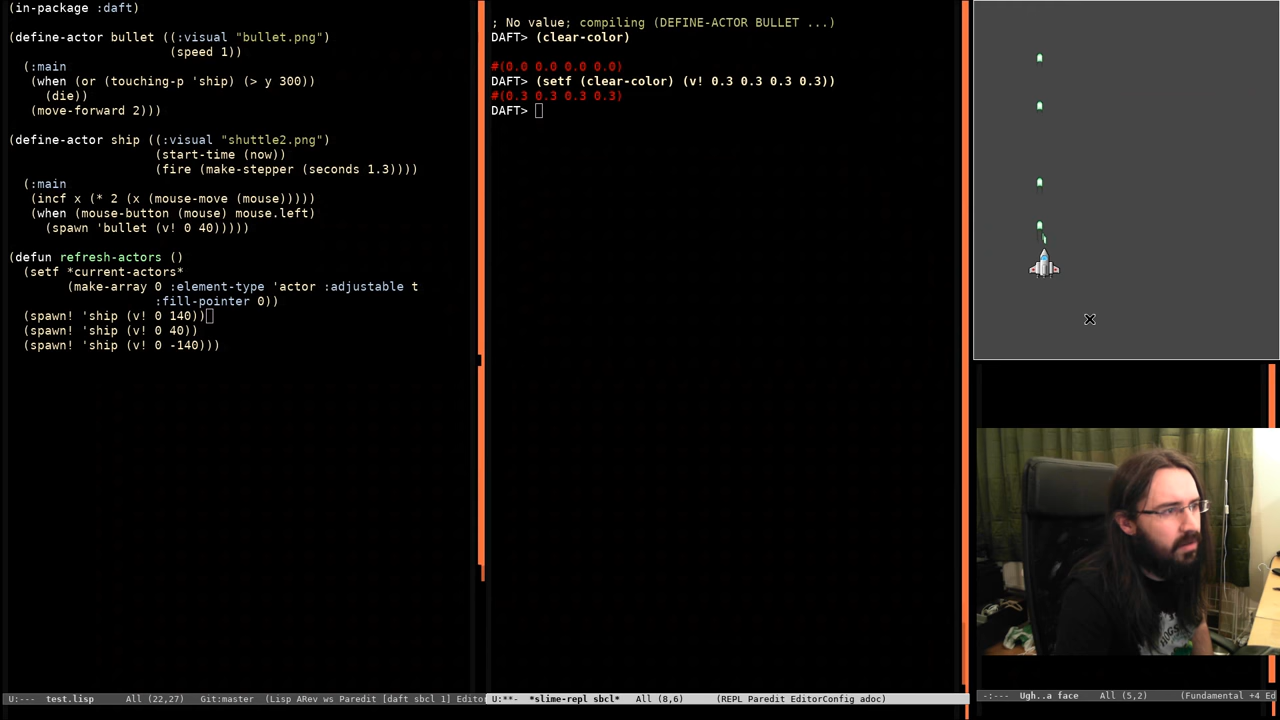 (in-package :daft)
(define-actor bullet ((:visual "bullet.png")
(speed 1))
(:main
(when (or (touching-p 'ship) (> y 300))
(die))
(move-forward 2)))
(define-actor ship ((:visual "shuttle2.png")
(start-time (now))
(fire (make-stepper (seconds 1.3))))
(:main
(incf x (* 2 (x (mouse-move (mouse)))))
(when (mouse-button (mouse) mouse.left)
(spawn 'bullet (v! 0 40)))))
(defun refresh-actors ()
(setf *current-actors*
(make-array 0 :element-type 'actor :adjustable t
:fill-pointer 0))
(spawn! 'ship (v! 0 140))
(spawn! 'ship (v! 0 40))
(spawn! 'ship (v! 0 -140)))
U:--- test.lisp All (22,27) Git:master (Lisp ARev ws Paredit [daft sbcl 1] Editor
; No value; compiling (DEFINE-ACTOR BULLET ...)
DAFT> (clear-color)
#(0.0 0.0 0.0 0.0)
DAFT> (setf (clear-color) (v! 0.3 0.3 0.3 0.3))
#(0.3 0.3 0.3 0.3)
DAFT>
U:**- *slime-repl sbcl* All (8,6) (REPL Paredit EditorConfig adoc)
-:--- Ugh..a face All (5,2) (Fundamental +4 Ed